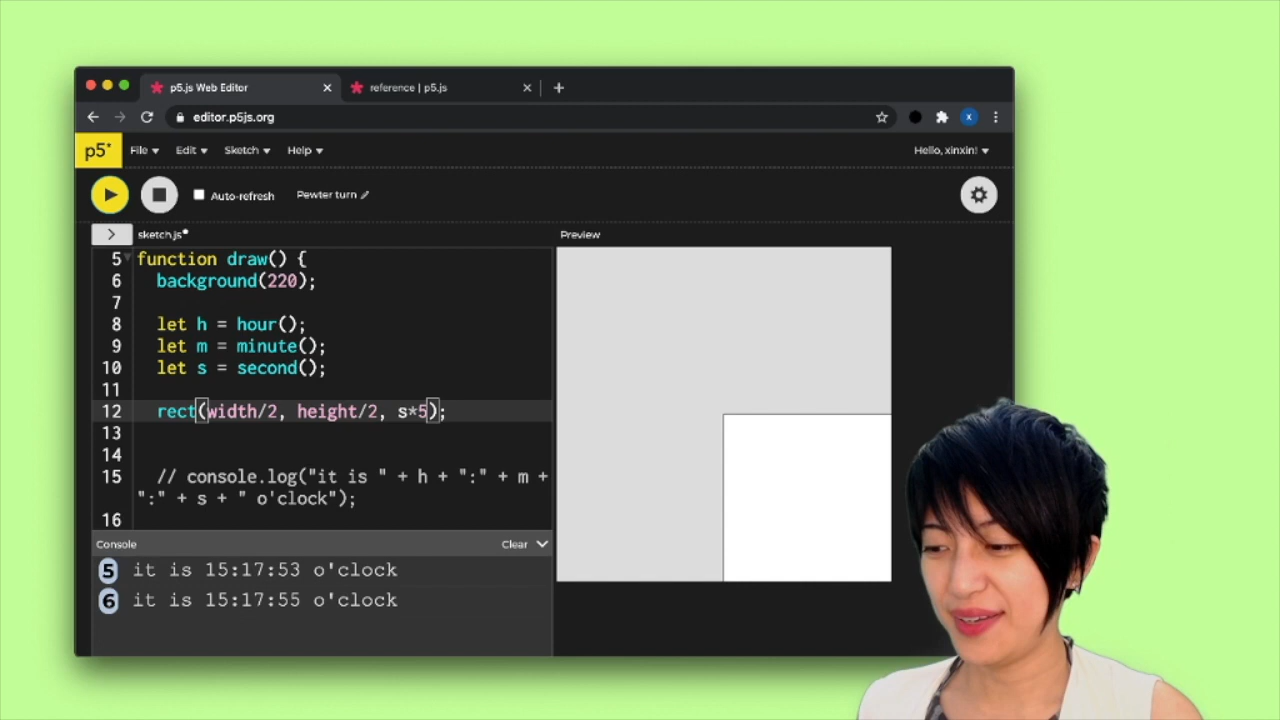 p5.js Web Editor
reference | p5.js
editor.p5js.org
x
p5*
File
Edit
Sketch
Help
Hello, xinxin!
Auto-refresh
Pewter turn
sketch.js
Preview
5 function draw() {
6 background(220);
7
8 let h = hour();
9 let m = minute();
10 let s = second();
11
12 rect(width/2, height/2, s*5);
13
14
15 // console.log("it is " + h + ":" + m +
":" + s + " o'clock");
16
Console
Clear
5 it is 15:17:53 o'clock
6 it is 15:17:55 o'clock